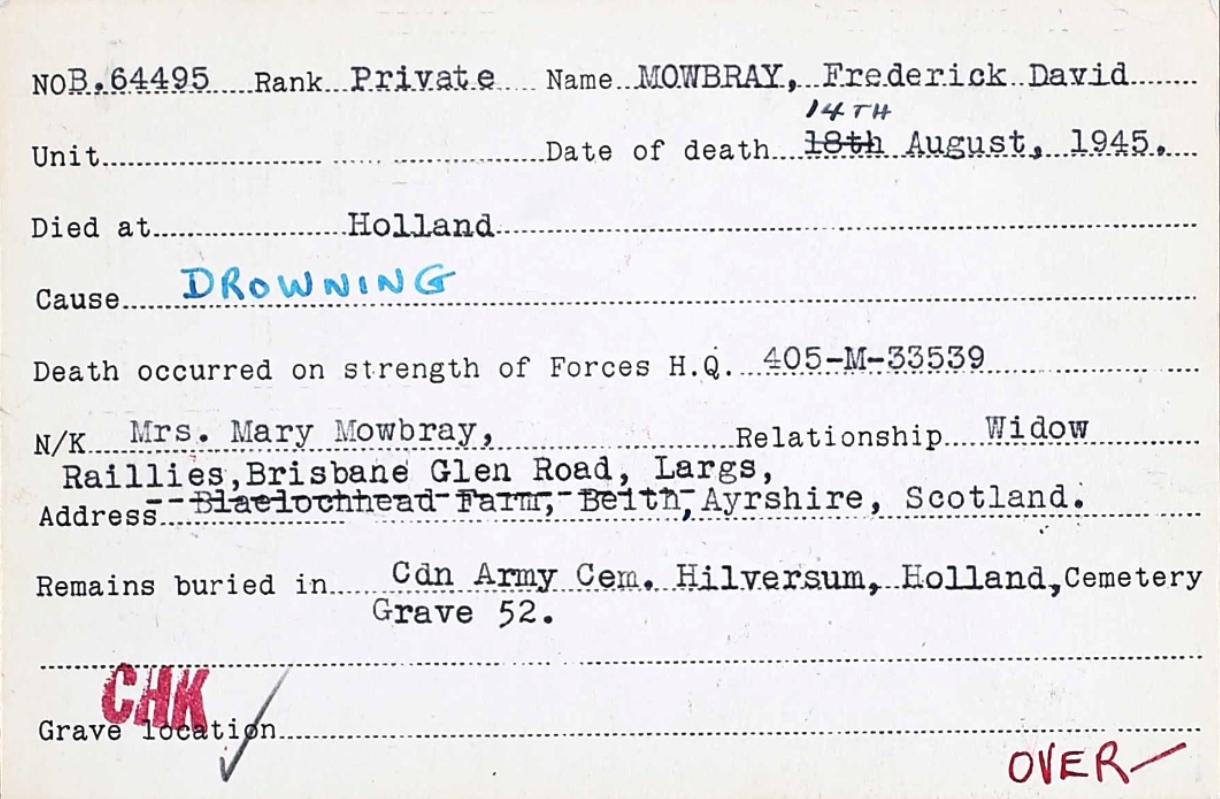 NO B.64495 Rank Private Name MOWBRAY, Frederick David
14TH
Unit Date of death 18th August, 1945.
Died at Holland
Cause DROWNING
Death occurred on strength of Forces H.Q. 405-M-33539
N/K Mrs. Mary Mowbray, Relationship Widow
Raillies, Brisbane Glen Road, Largs,
Address Blaelochhead Farm, Beith, Ayrshire, Scotland.
Remains buried in Cdn Army Cem. Hilversum, Holland, Cemetery
Grave 52.
CHK
Grave location
OVER